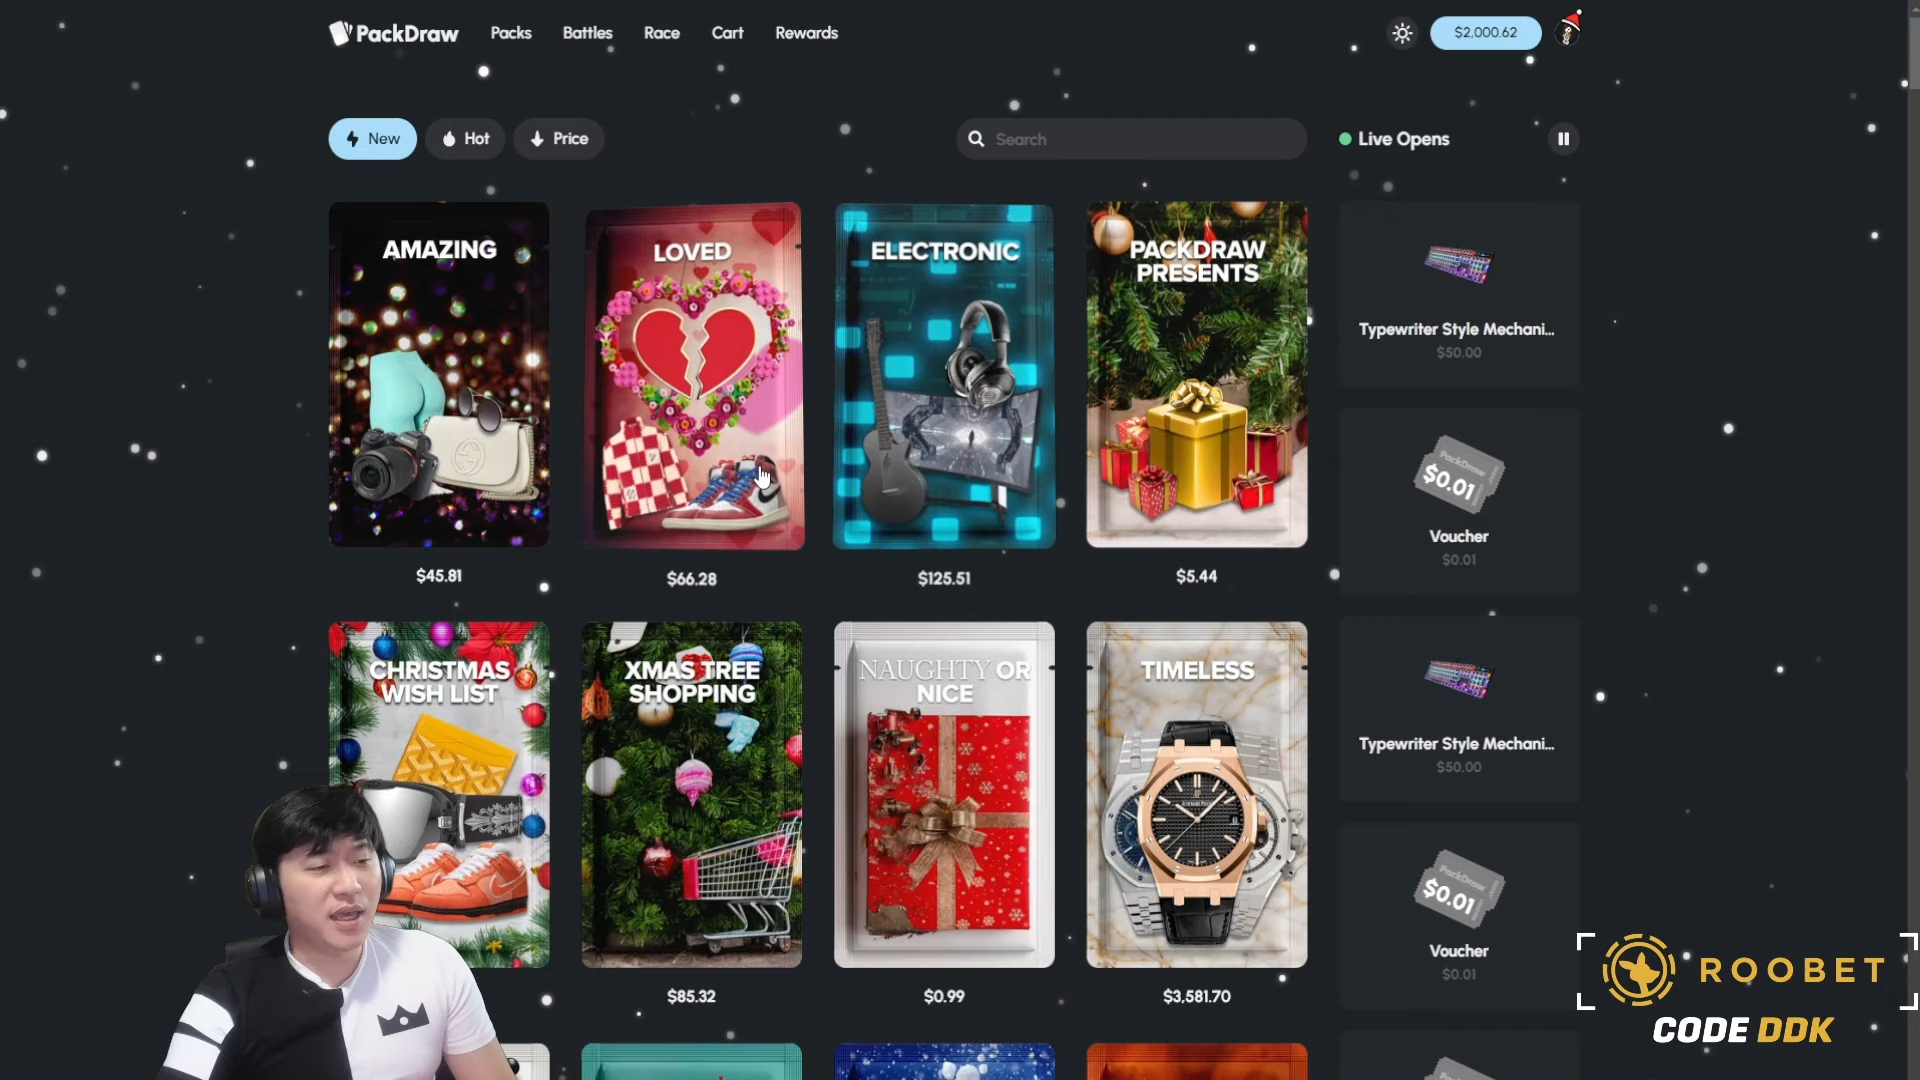 PackDraw
Packs
Battles
Race
Cart
Rewards
$2,000.62
New
Hot
Price
Search
Live Opens
AMAZING
LOVED
ELECTRONIC
PACKDRAW
PRESENTS
$45.81
$66.28
$125.51
$5.44
Typewriter Style Mechani...
$50.00
PackDraw
$0.01
Voucher
$0.01
CHRISTMAS
WISH LIST
XMAS TREE
SHOPPING
NAUGHTY OR
NICE
TIMELESS
$85.32
$0.99
$3,581.70
Typewriter Style Mechani...
$50.00
PackDraw
$0.01
Voucher
$0.01
ROOBET
CODE DDK